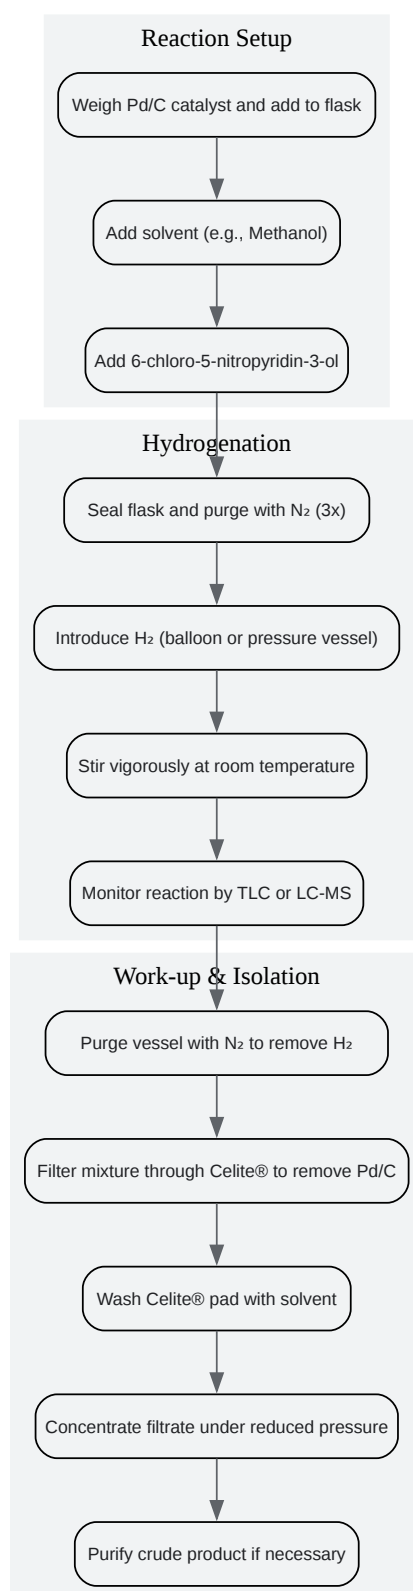 Reaction Setup
Weigh Pd/C catalyst and add to flask
Add solvent (e.g., Methanol)
Add 6-chloro-5-nitropyridin-3-ol
Hydrogenation
Seal flask and purge with N₂ (3x)
Introduce H₂ (balloon or pressure vessel)
Stir vigorously at room temperature
Monitor reaction by TLC or LC-MS
Work-up & Isolation
Purge vessel with N₂ to remove H₂
Filter mixture through Celite® to remove Pd/C
Wash Celite® pad with solvent
Concentrate filtrate under reduced pressure
Purify crude product if necessary